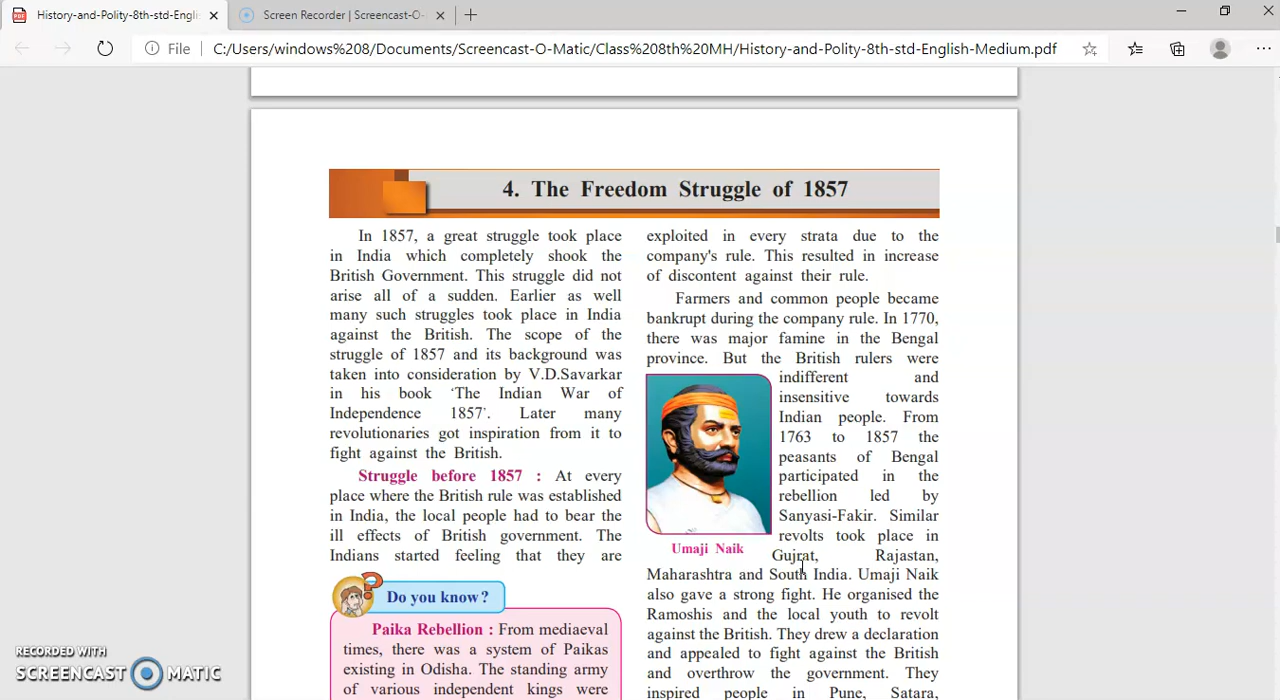 History-and-Polity-8th-std-Engli
Screen Recorder | Screencast-O-
File
C:/Users/windows%208/Documents/Screencast-O-Matic/Class%208th%20MH/History-and-Polity-8th-std-English-Medium.pdf
4. The Freedom Struggle of 1857
In 1857, a great struggle took place
in India which completely shook the
British Government. This struggle did not
arise all of a sudden. Earlier as well
many such struggles took place in India
against the British. The scope of the
struggle of 1857 and its background was
taken into consideration by V.D.Savarkar
in his book ‘The Indian War of
Independence 1857’. Later many
revolutionaries got inspiration from it to
fight against the British.
Struggle before 1857 : At every
place where the British rule was established
in India, the local people had to bear the
ill effects of British government. The
Indians started feeling that they are
Do you know?
Paika Rebellion : From mediaeval
times, there was a system of Paikas
existing in Odisha. The standing army
of various independent kings were
exploited in every strata due to the
company's rule. This resulted in increase
of discontent against their rule.
Farmers and common people became
bankrupt during the company rule. In 1770,
there was major famine in the Bengal
province. But the British rulers were
indifferent and
insensitive towards
Indian people. From
1763 to 1857 the
peasants of Bengal
participated in the
rebellion led by
Sanyasi-Fakir. Similar
revolts took place in
Umaji Naik
Gujrat, Rajastan,
Maharashtra and South India. Umaji Naik
also gave a strong fight. He organised the
Ramoshis and the local youth to revolt
against the British. They drew a declaration
and appealed to fight against the British
and overthrow the government. They
inspired people in Pune, Satara,
RECORDED WITH
SCREENCAST MATIC